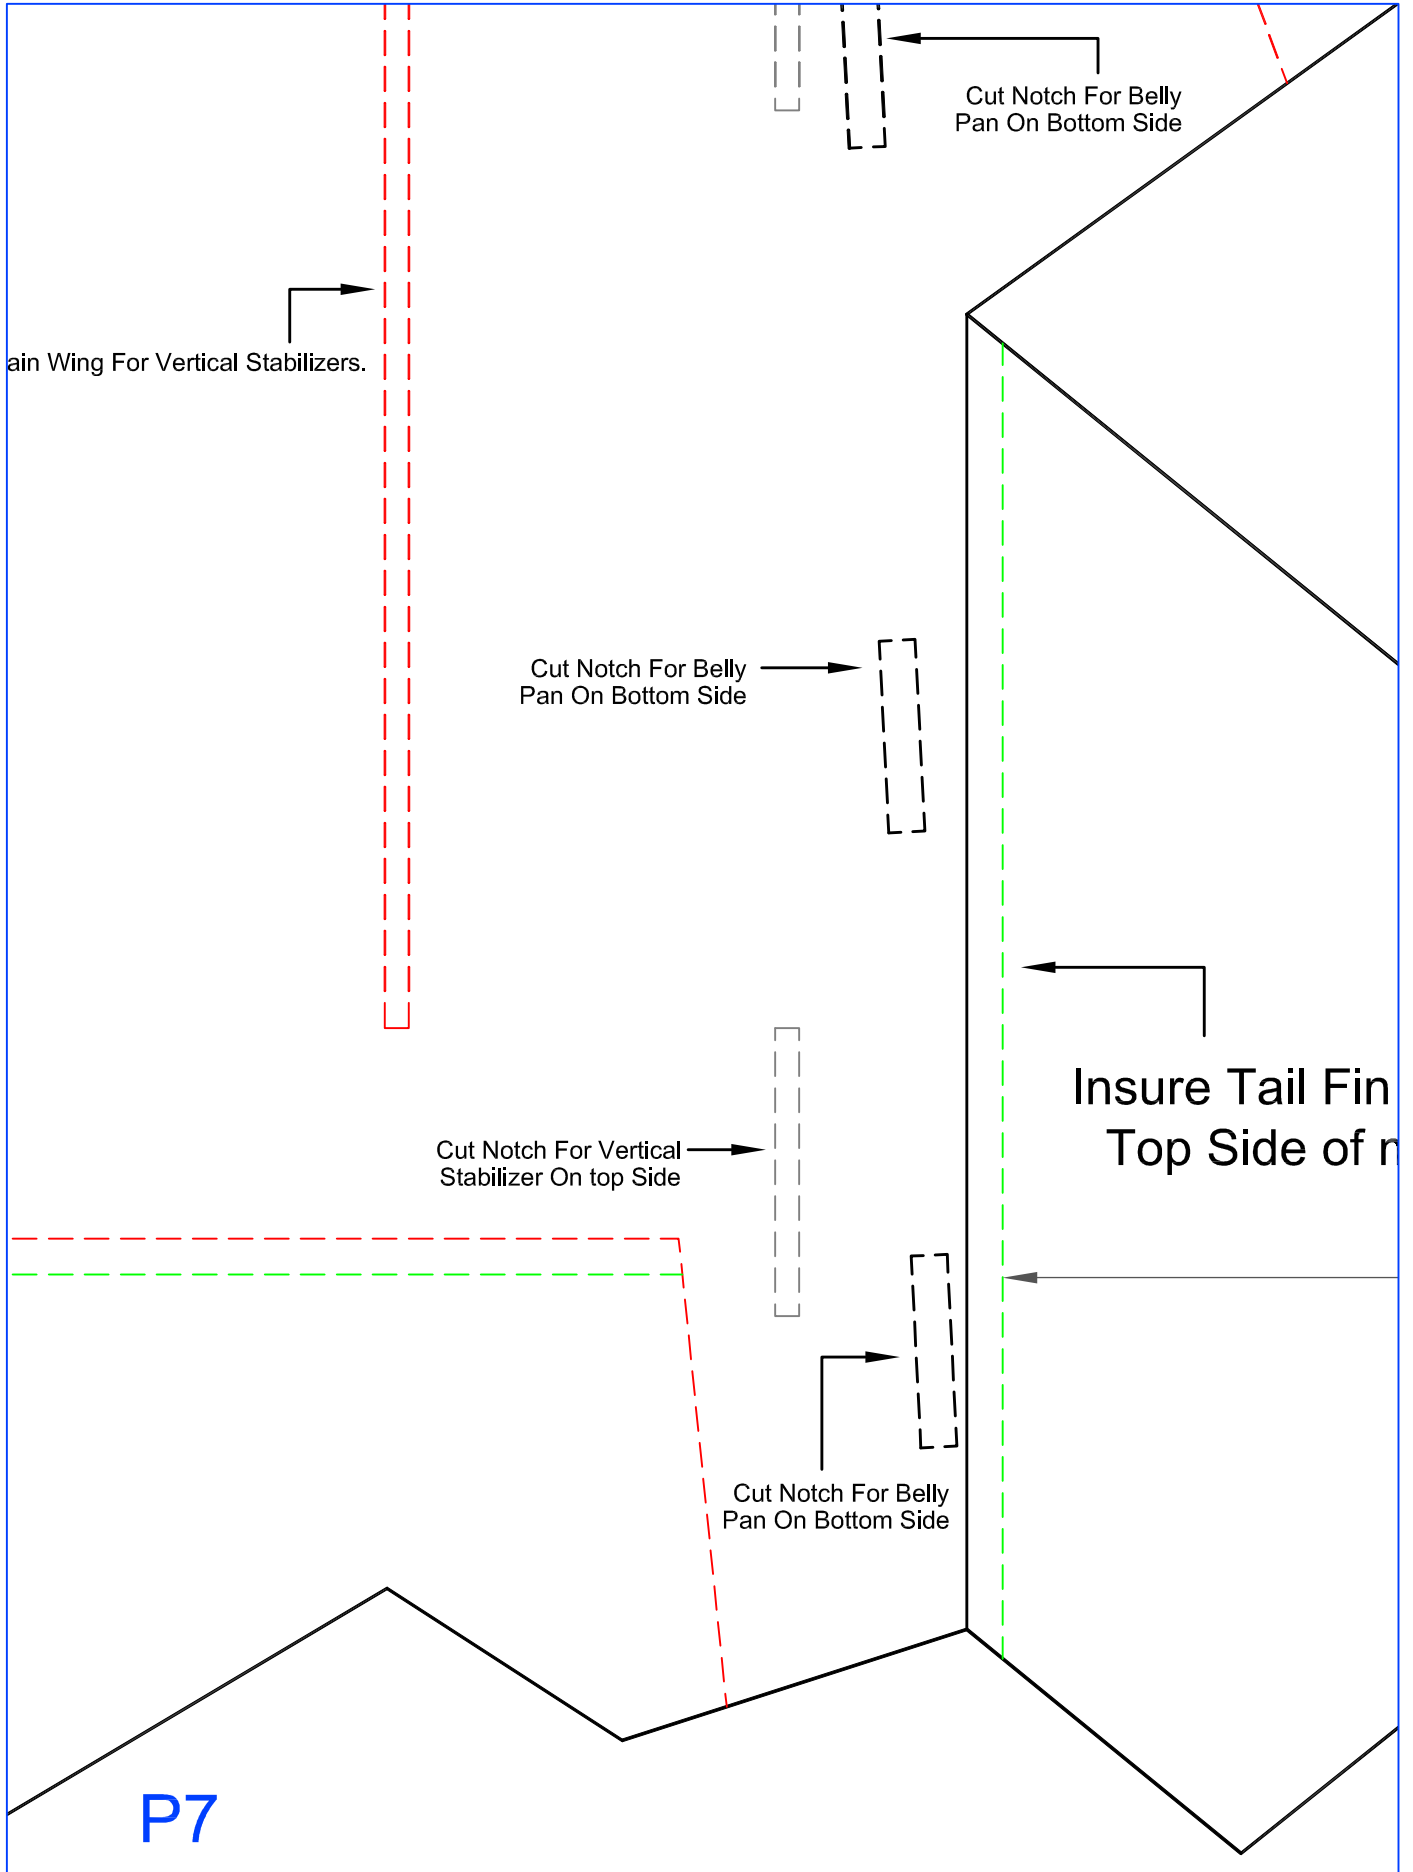 Cut Notch For Belly
Pan On Bottom Side
ain Wing For Vertical Stabilizers.
Cut Notch For Belly
Pan On Bottom Side
Insure Tail Fin
Top Side of
Cut Notch For Vertical
Stabilizer On top Side
Cut Notch For Belly
Pan On Bottom Side
P7